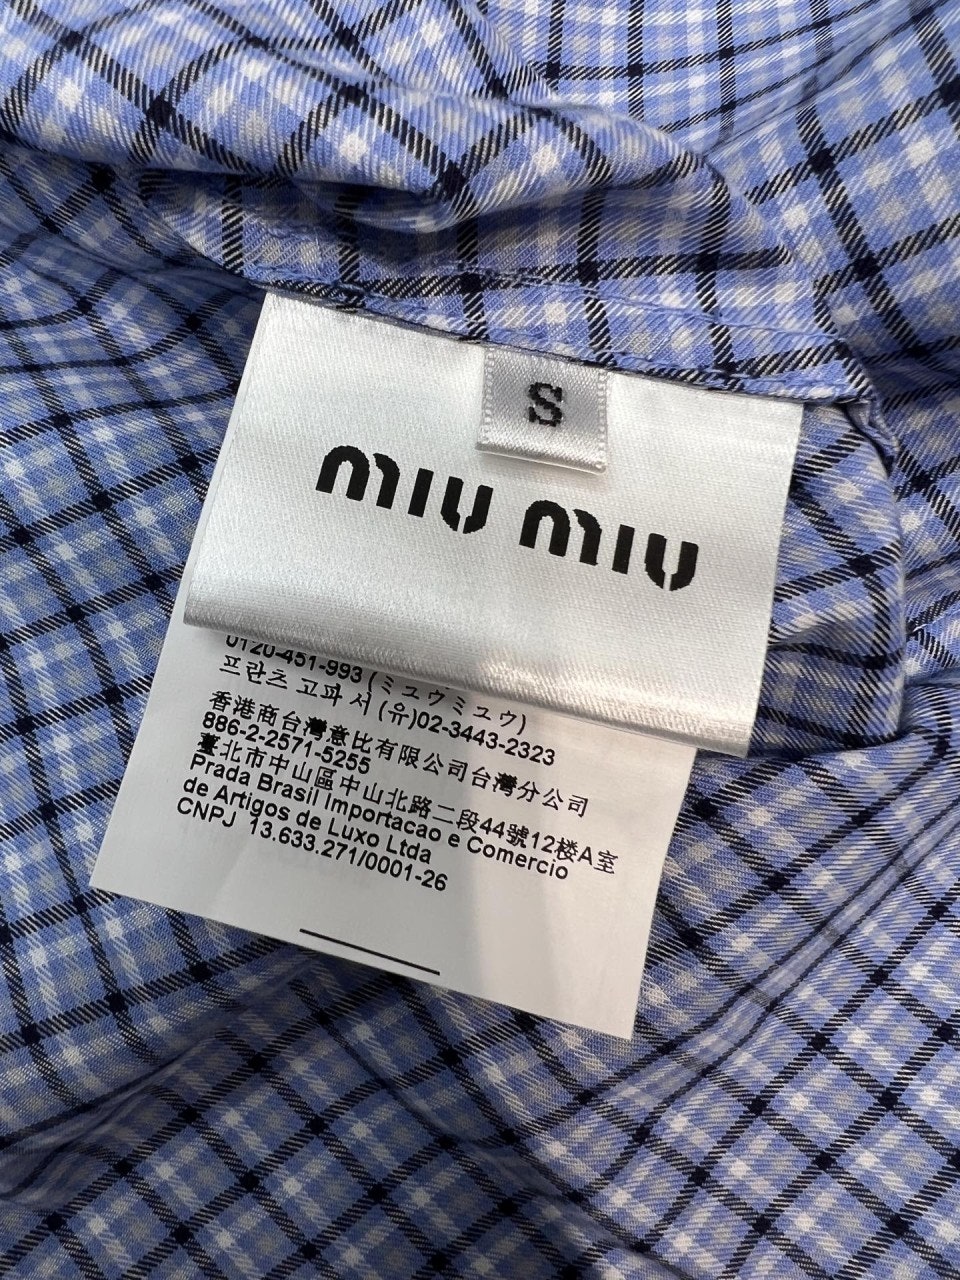 S
miu miu
0120-451-993 (ミュウミュウ)
프란츠 고파 서 (유)02-3443-2323
香港商台灣意比有限公司台灣分公司
886-2-2571-5255
臺北市中山區中山北路二段44號12楼A室
Prada Brasil Importacao e Comercio
de Artigos de Luxo Ltda
CNPJ 13.633.271/0001-26